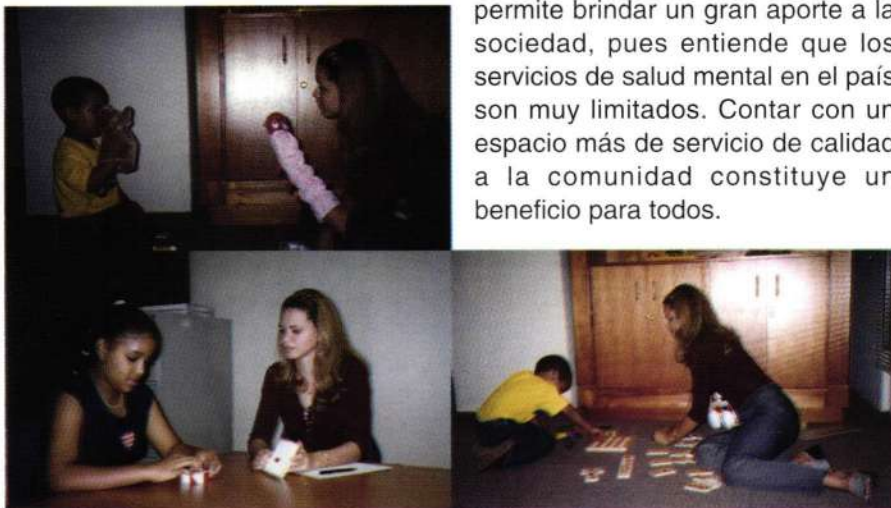 permite brindar un gran aporte a la
sociedad, pues entiende que los
servicios de salud mental en el país
son muy limitados. Contar con un
espacio más de servicio de calidad
a la comunidad constituye un
beneficio para todos.